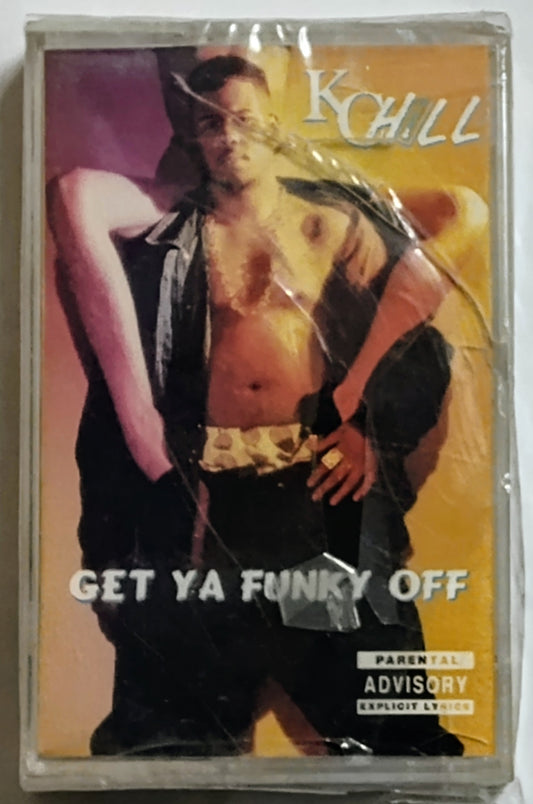 K CHILL
GET YA FUNKY OFF
PARENTAL
ADVISORY
EXPLICIT LYRICS